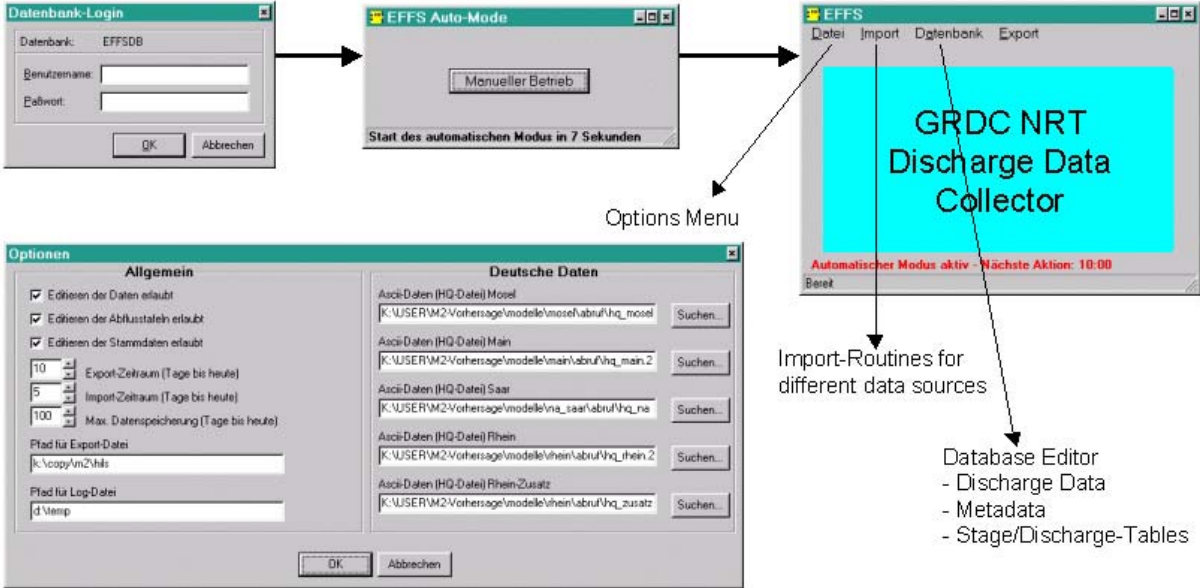 Datenbank-Login
Datenbank: EFFSDB
Benutzername:
Paßwort:
OK Abbrechen
EFFS Auto-Mode
Manueller Betrieb
Start des automatischen Modus in 7 Sekunden
EFFS
Datei Import Datenbank Export
GRDC NRT
Discharge Data
Collector
Automatischer Modus aktiv - Nächste Aktion: 10:00
Bereit
Options Menu
Import-Routines for
different data sources
Database Editor
- Discharge Data
- Metadata
- Stage/Discharge-Tables
Optionen
Allgemein
Editieren der Daten erlaubt
Editieren der Abflusstafeln erlaubt
Editieren der Stammdaten erlaubt
10 Export-Zeitraum (Tage bis heute)
5 Import-Zeitraum (Tage bis heute)
100 Max. Datenspeicherung (Tage bis heute)
Pfad für Export-Datei
k:\copy\m2\hils
Pfad für Log-Datei
d:\temp
Deutsche Daten
Ascii-Daten (HQ-Datei) Mosel
K:\USER\M2-Vorhersage\modelle\mosel\abruf\hq_mosel Suchen...
Ascii-Daten (HQ-Datei) Main
K:\USER\M2-Vorhersage\modelle\main\abruf\hq_main.2 Suchen...
Ascii-Daten (HQ-Datei) Saar
K:\USER\M2-Vorhersage\modelle\na_saar\abruf\hq_na Suchen...
Ascii-Daten (HQ-Datei) Rhein
K:\USER\M2-Vorhersage\modelle\rhein\abruf\hq_rhein.2 Suchen...
Ascii-Daten (HQ-Datei) Rhein-Zusatz
K:\USER\M2-Vorhersage\modelle\rhein\abruf\hq_zusatz Suchen...
OK Abbrechen